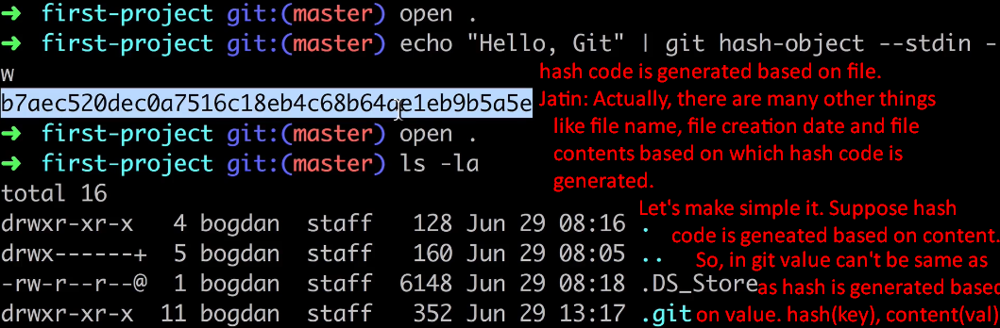 ➜ first-project git:(master) open .
➜ first-project git:(master) echo "Hello, Git" | git hash-object --stdin -
w
hash code is generated based on file.
b7aec520dec0a7516c18eb4c68b64ae1eb9b5a5e
Jatin: Actually, there are many other things
like file name, file creation date and file
contents based on which hash code is
generated.
➜ first-project git:(master) open .
➜ first-project git:(master) ls -la
total 16
Let's make simple it. Suppose hash
code is geneated based on content.
So, in git value can't be same as
as hash is generated based
on value. hash(key), content(val)
drwxr-xr-x 4 bogdan staff 128 Jun 29 08:16 .
drwx------+ 5 bogdan staff 160 Jun 29 08:05 ..
-rw-r--r--@ 1 bogdan staff 6148 Jun 29 08:18 .DS_Store
drwxr-xr-x 11 bogdan staff 352 Jun 29 13:17 .git